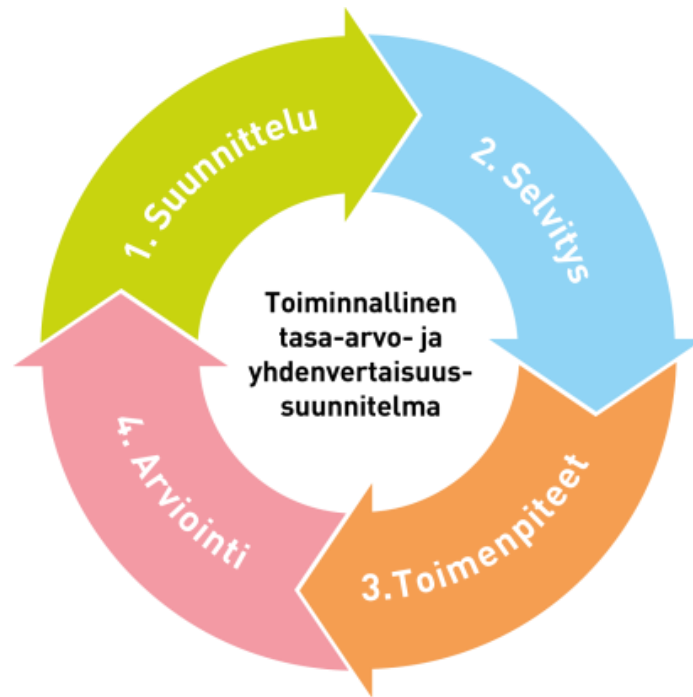 1. Suunnittelu
2. Selvitys
3.Toimenpiteet
4. Arviointi
Toiminnallinen
tasa-arvo- ja
yhdenvertaisuus-
suunnitelma